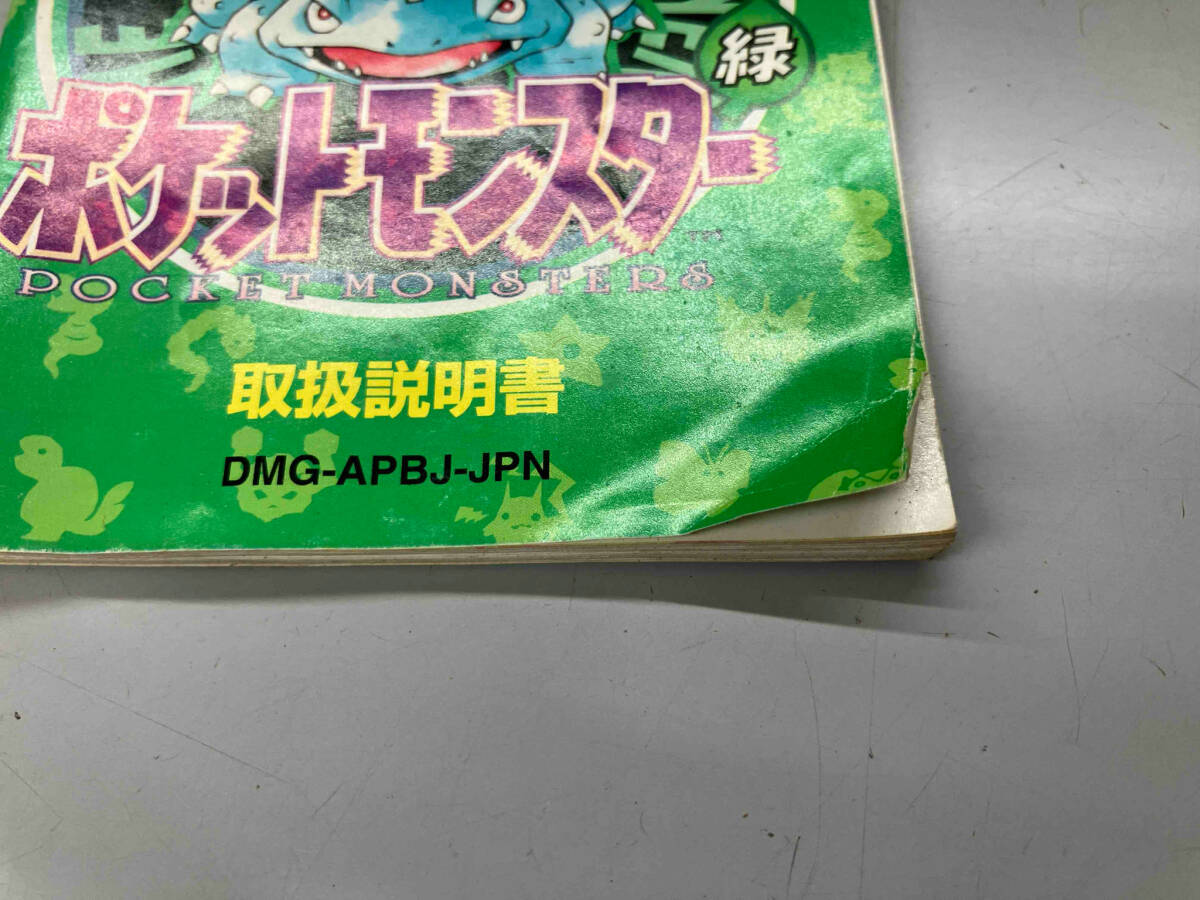 緑
ポケットモンスター
TM
POCKET MONSTERS
取扱説明書
DMG-APBJ-JPN